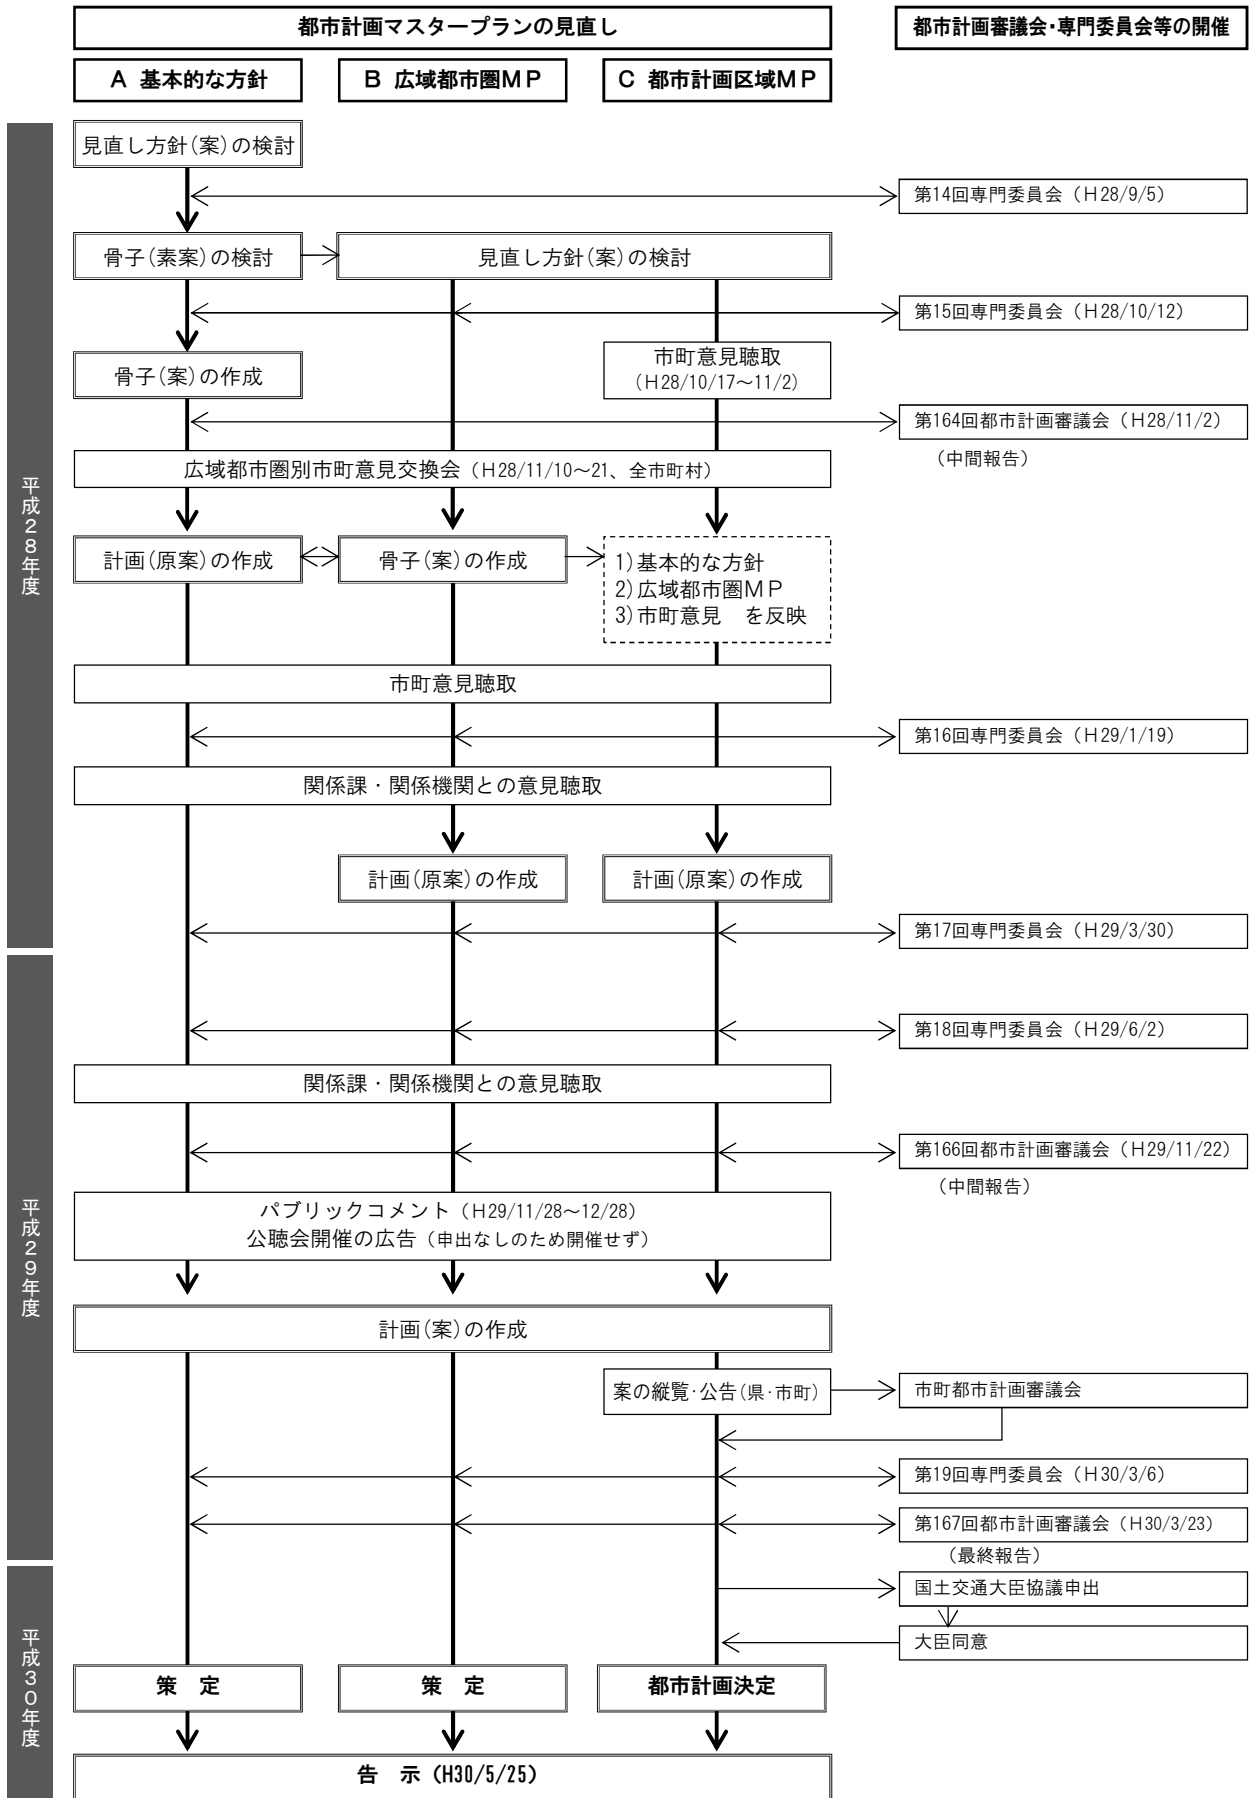 都市計画マスタープランの見直し
都市計画審議会・専門委員会等の開催
A 基本的な方針
B 広域都市圏MP
C 都市計画区域MP
平成28年度
見直し方針(案)の検討
第14回専門委員会(H28/9/5)
骨子(素案)の検討
見直し方針(案)の検討
第15回専門委員会(H28/10/12)
市町意見聴取
(H28/10/17~11/2)
骨子(案)の作成
第164回都市計画審議会(H28/11/2)
(中間報告)
広域都市圏別市町意見交換会(H28/11/10~21、全市町村)
計画(原案)の作成
骨子(案)の作成
1)基本的な方針
2)広域都市圏MP
3)市町意見 を反映
市町意見聴取
第16回専門委員会(H29/1/19)
関係課・関係機関との意見聴取
計画(原案)の作成
計画(原案)の作成
第17回専門委員会(H29/3/30)
平成29年度
第18回専門委員会(H29/6/2)
関係課・関係機関との意見聴取
第166回都市計画審議会(H29/11/22)
(中間報告)
パブリックコメント(H29/11/28~12/28)
公聴会開催の広告(申出なしのため開催せず)
計画(案)の作成
案の縦覧・公告(県・市町)
市町都市計画審議会
第19回専門委員会(H30/3/6)
第167回都市計画審議会(H30/3/23)
(最終報告)
平成30年度
国土交通大臣協議申出
大臣同意
策 定
策 定
都市計画決定
告 示(H30/5/25)